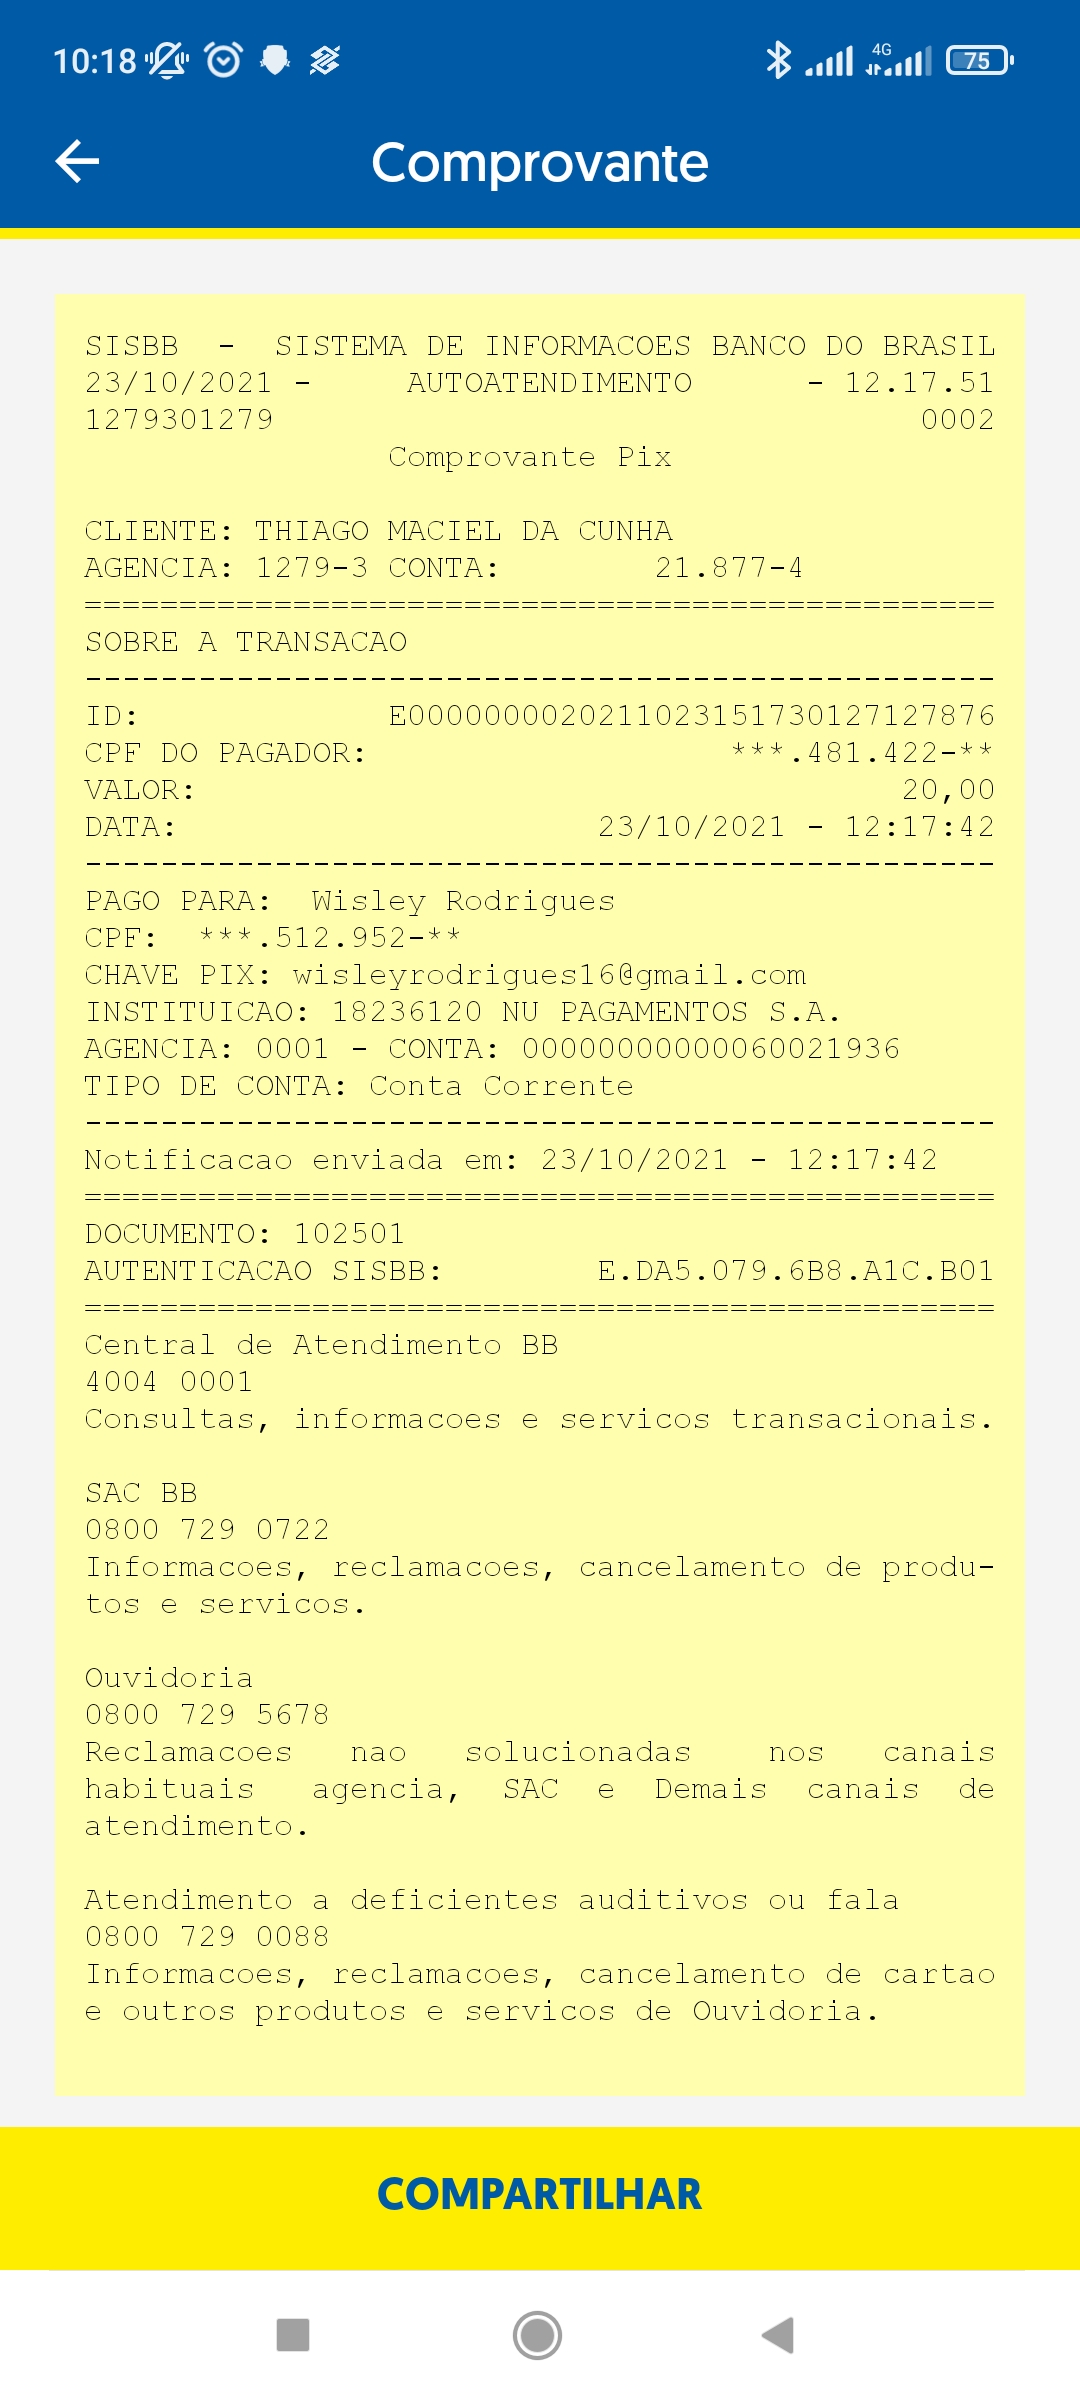 10:18
4G
75
Comprovante
SISBB - SISTEMA DE INFORMACOES BANCO DO BRASIL
23/10/2021 - AUTOATENDIMENTO - 12.17.51
1279301279 0002
Comprovante Pix
CLIENTE: THIAGO MACIEL DA CUNHA
AGENCIA: 1279-3 CONTA: 21.877-4
================================================
SOBRE A TRANSACAO
------------------------------------------------
ID: E0000000020211023151730127127876
CPF DO PAGADOR: ***.481.422-**
VALOR: 20,00
DATA: 23/10/2021 - 12:17:42
------------------------------------------------
PAGO PARA: Wisley Rodrigues
CPF: ***.512.952-**
CHAVE PIX: wisleyrodrigues16@gmail.com
INSTITUICAO: 18236120 NU PAGAMENTOS S.A.
AGENCIA: 0001 - CONTA: 00000000000060021936
TIPO DE CONTA: Conta Corrente
------------------------------------------------
Notificacao enviada em: 23/10/2021 - 12:17:42
================================================
DOCUMENTO: 102501
AUTENTICACAO SISBB: E.DA5.079.6B8.A1C.B01
================================================
Central de Atendimento BB
4004 0001
Consultas, informacoes e servicos transacionais.
SAC BB
0800 729 0722
Informacoes, reclamacoes, cancelamento de produ-
tos e servicos.
Ouvidoria
0800 729 5678
Reclamacoes nao solucionadas nos canais
habituais agencia, SAC e Demais canais de
atendimento.
Atendimento a deficientes auditivos ou fala
0800 729 0088
Informacoes, reclamacoes, cancelamento de cartao
e outros produtos e servicos de Ouvidoria.
COMPARTILHAR